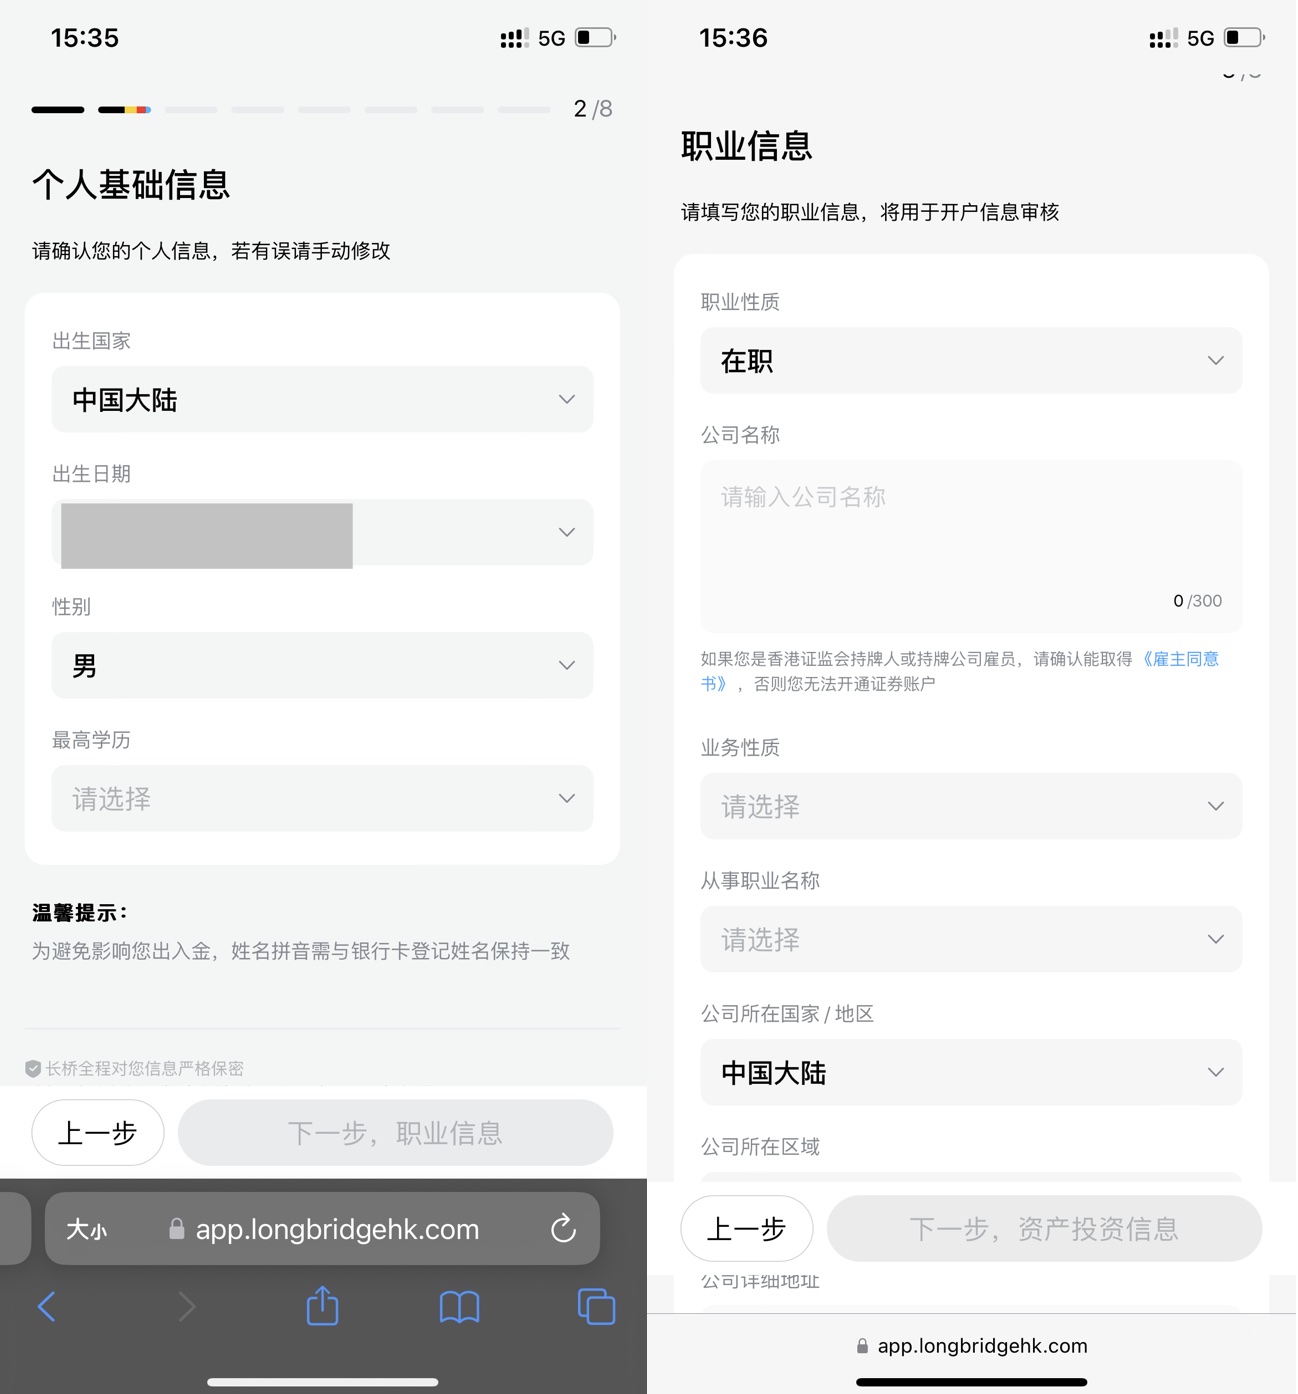 15:35
5G
2/8
个人基础信息
请确认您的个人信息，若有误请手动修改
出生国家
中国大陆
出生日期
性别
男
最高学历
请选择
温馨提示：
为避免影响您出入金，姓名拼音需与银行卡登记姓名保持一致
长桥全程对您信息严格保密
上一步
下一步，职业信息
大小
app.longbridgehk.com
15:36
5G
职业信息
请填写您的职业信息，将用于开户信息审核
职业性质
在职
公司名称
请输入公司名称
0/300
如果您是香港证监会持牌人或持牌公司雇员，请确认能取得《雇主同意
书》，否则您无法开通证券账户
业务性质
请选择
从事职业名称
请选择
公司所在国家/地区
中国大陆
公司所在区域
上一步
下一步，资产投资信息
公司详细地址
app.longbridgehk.com